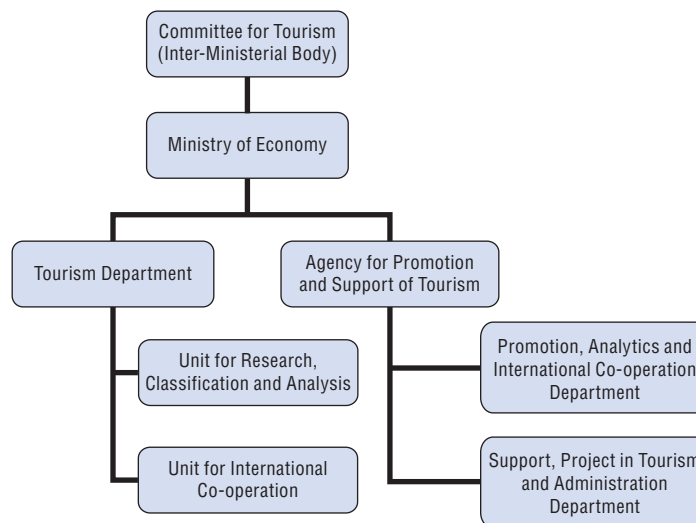 Committee for Tourism
(Inter-Ministerial Body)
Ministry of Economy
Tourism Department
Agency for Promotion
and Support of Tourism
Unit for Research,
Classification and Analysis
Promotion, Analytics and
International Co-operation
Department
Unit for International
Co-operation
Support, Project in Tourism
and Administration
Department